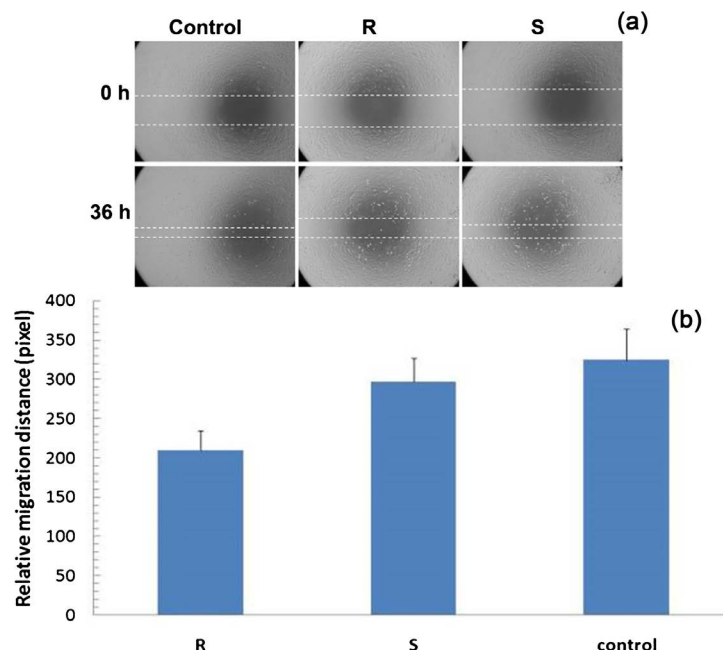 Control R S (a)
0 h
36 h
(b)
Relative migration distance (pixel)
400
350
300
250
200
150
100
50
0
R S control